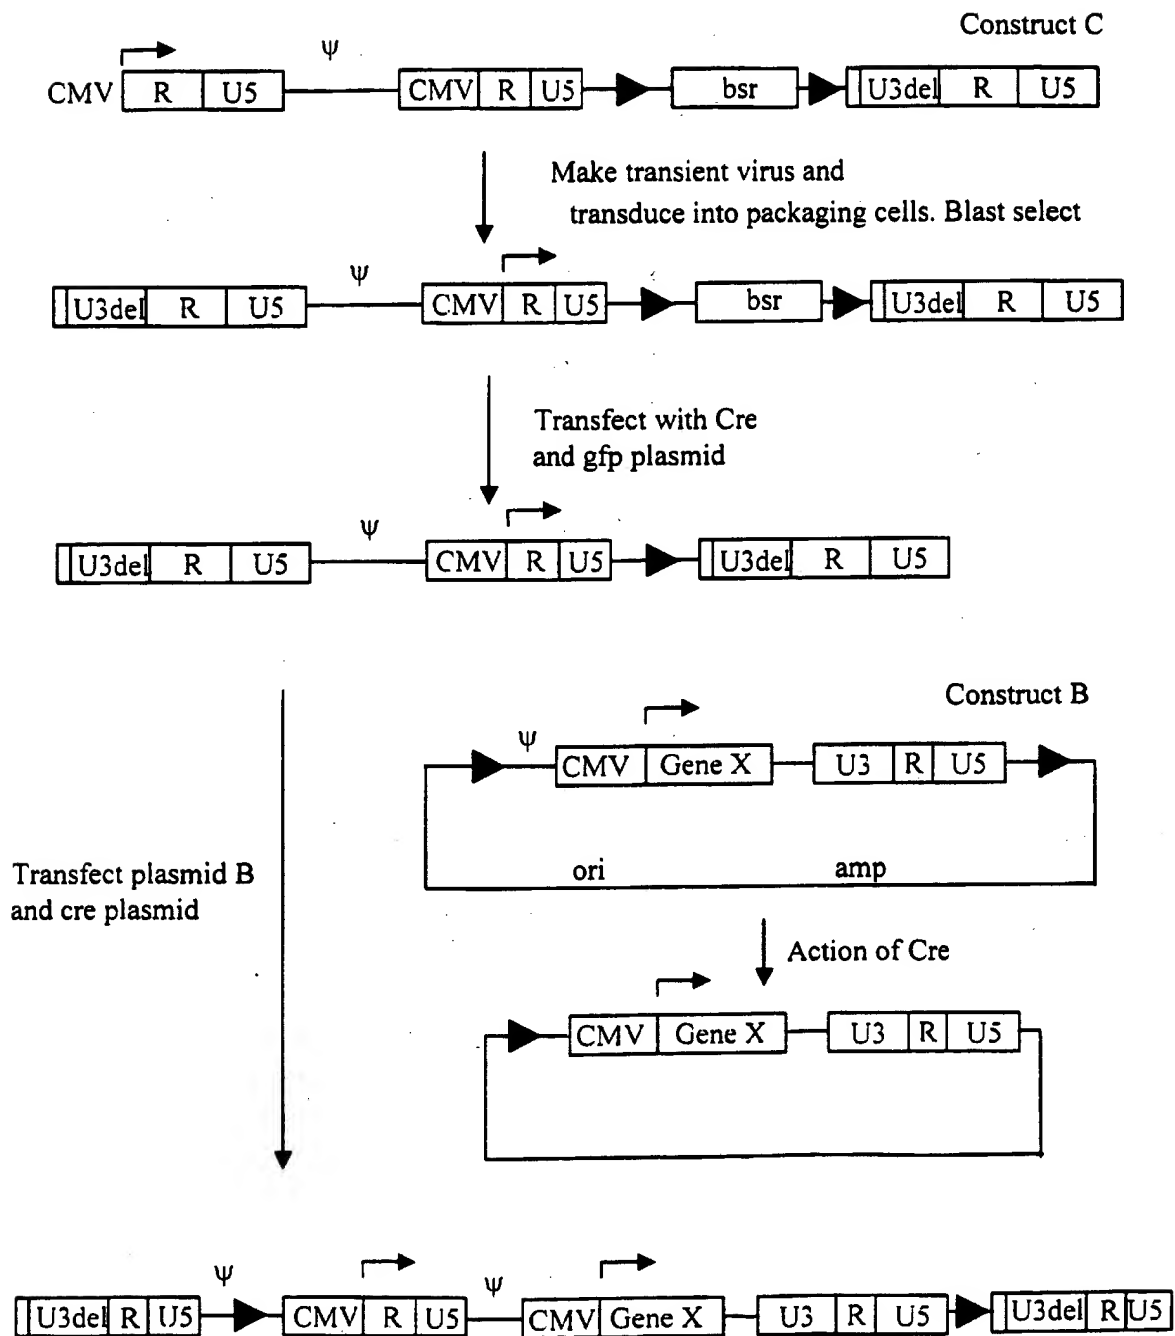 Construct C
ψ
CMV R U5 CMV R U5 bsr U3del R U5
Make transient virus and
transduce into packaging cells. Blast select
ψ
U3del R U5 CMV R U5 bsr U3del R U5
Transfect with Cre
and gfp plasmid
ψ
U3del R U5 CMV R U5 U3del R U5
Construct B
ψ
CMV Gene X U3 R U5
ori amp
Transfect plasmid B
and cre plasmid
Action of Cre
CMV Gene X U3 R U5
ψ ψ
U3del R U5 CMV R U5 CMV Gene X U3 R U5 U3del R U5